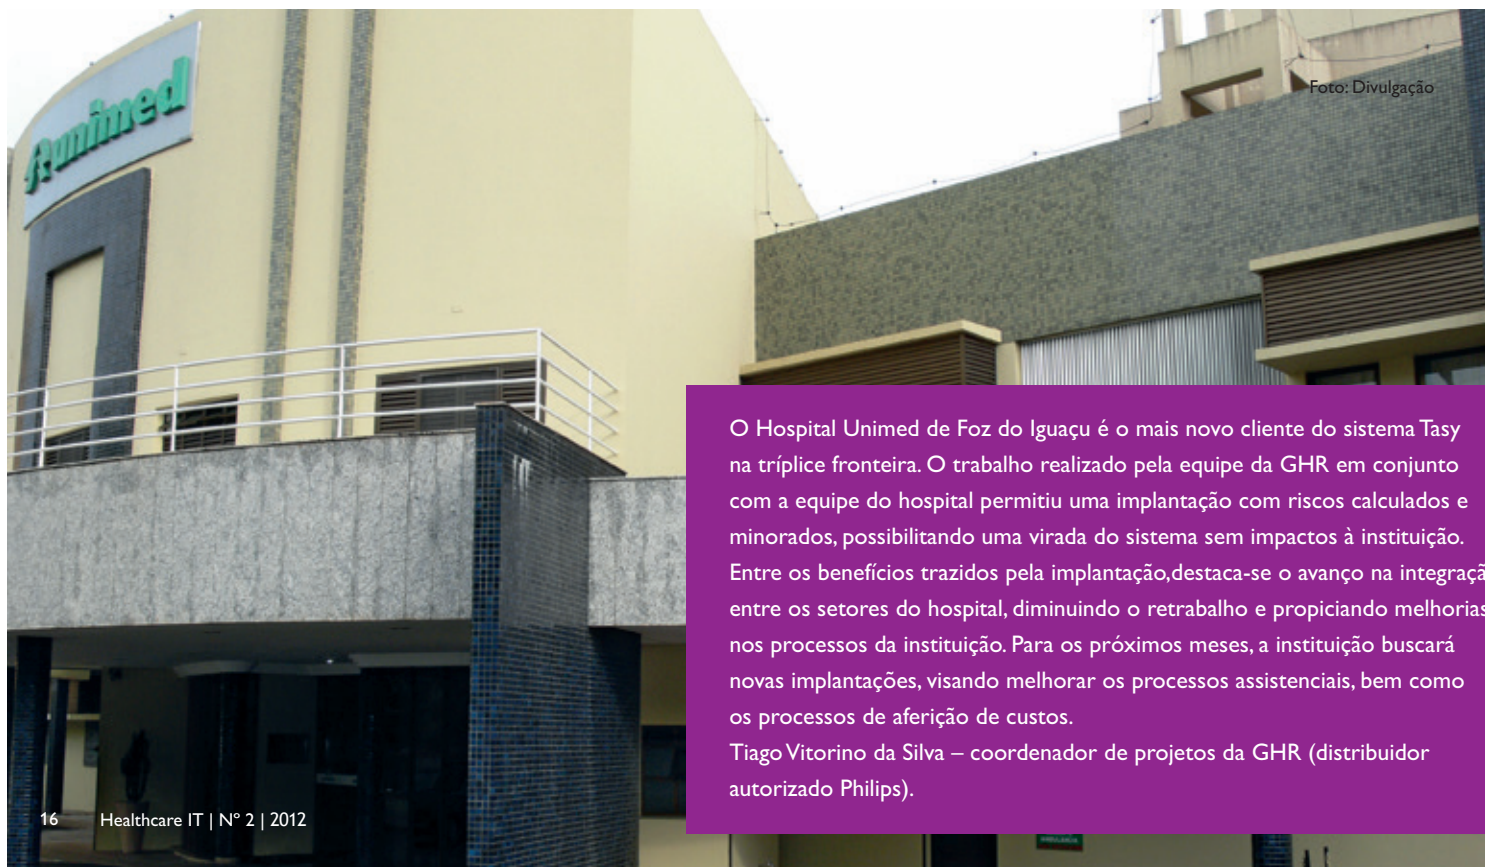 unimed
Foto: Divulgação
O Hospital Unimed de Foz do Iguaçu é o mais novo cliente do sistema Tasy
na tríplice fronteira. O trabalho realizado pela equipe da GHR em conjunto
com a equipe do hospital permitiu uma implantação com riscos calculados e
minorados, possibilitando uma virada do sistema sem impactos à instituição.
Entre os benefícios trazidos pela implantação,destaca-se o avanço na integraçã
entre os setores do hospital, diminuindo o retrabalho e propiciando melhorias
nos processos da instituição. Para os próximos meses, a instituição buscará
novas implantações, visando melhorar os processos assistenciais, bem como
os processos de aferição de custos.
Tiago Vitorino da Silva – coordenador de projetos da GHR (distribuidor
autorizado Philips).
16 Healthcare IT | Nº 2 | 2012